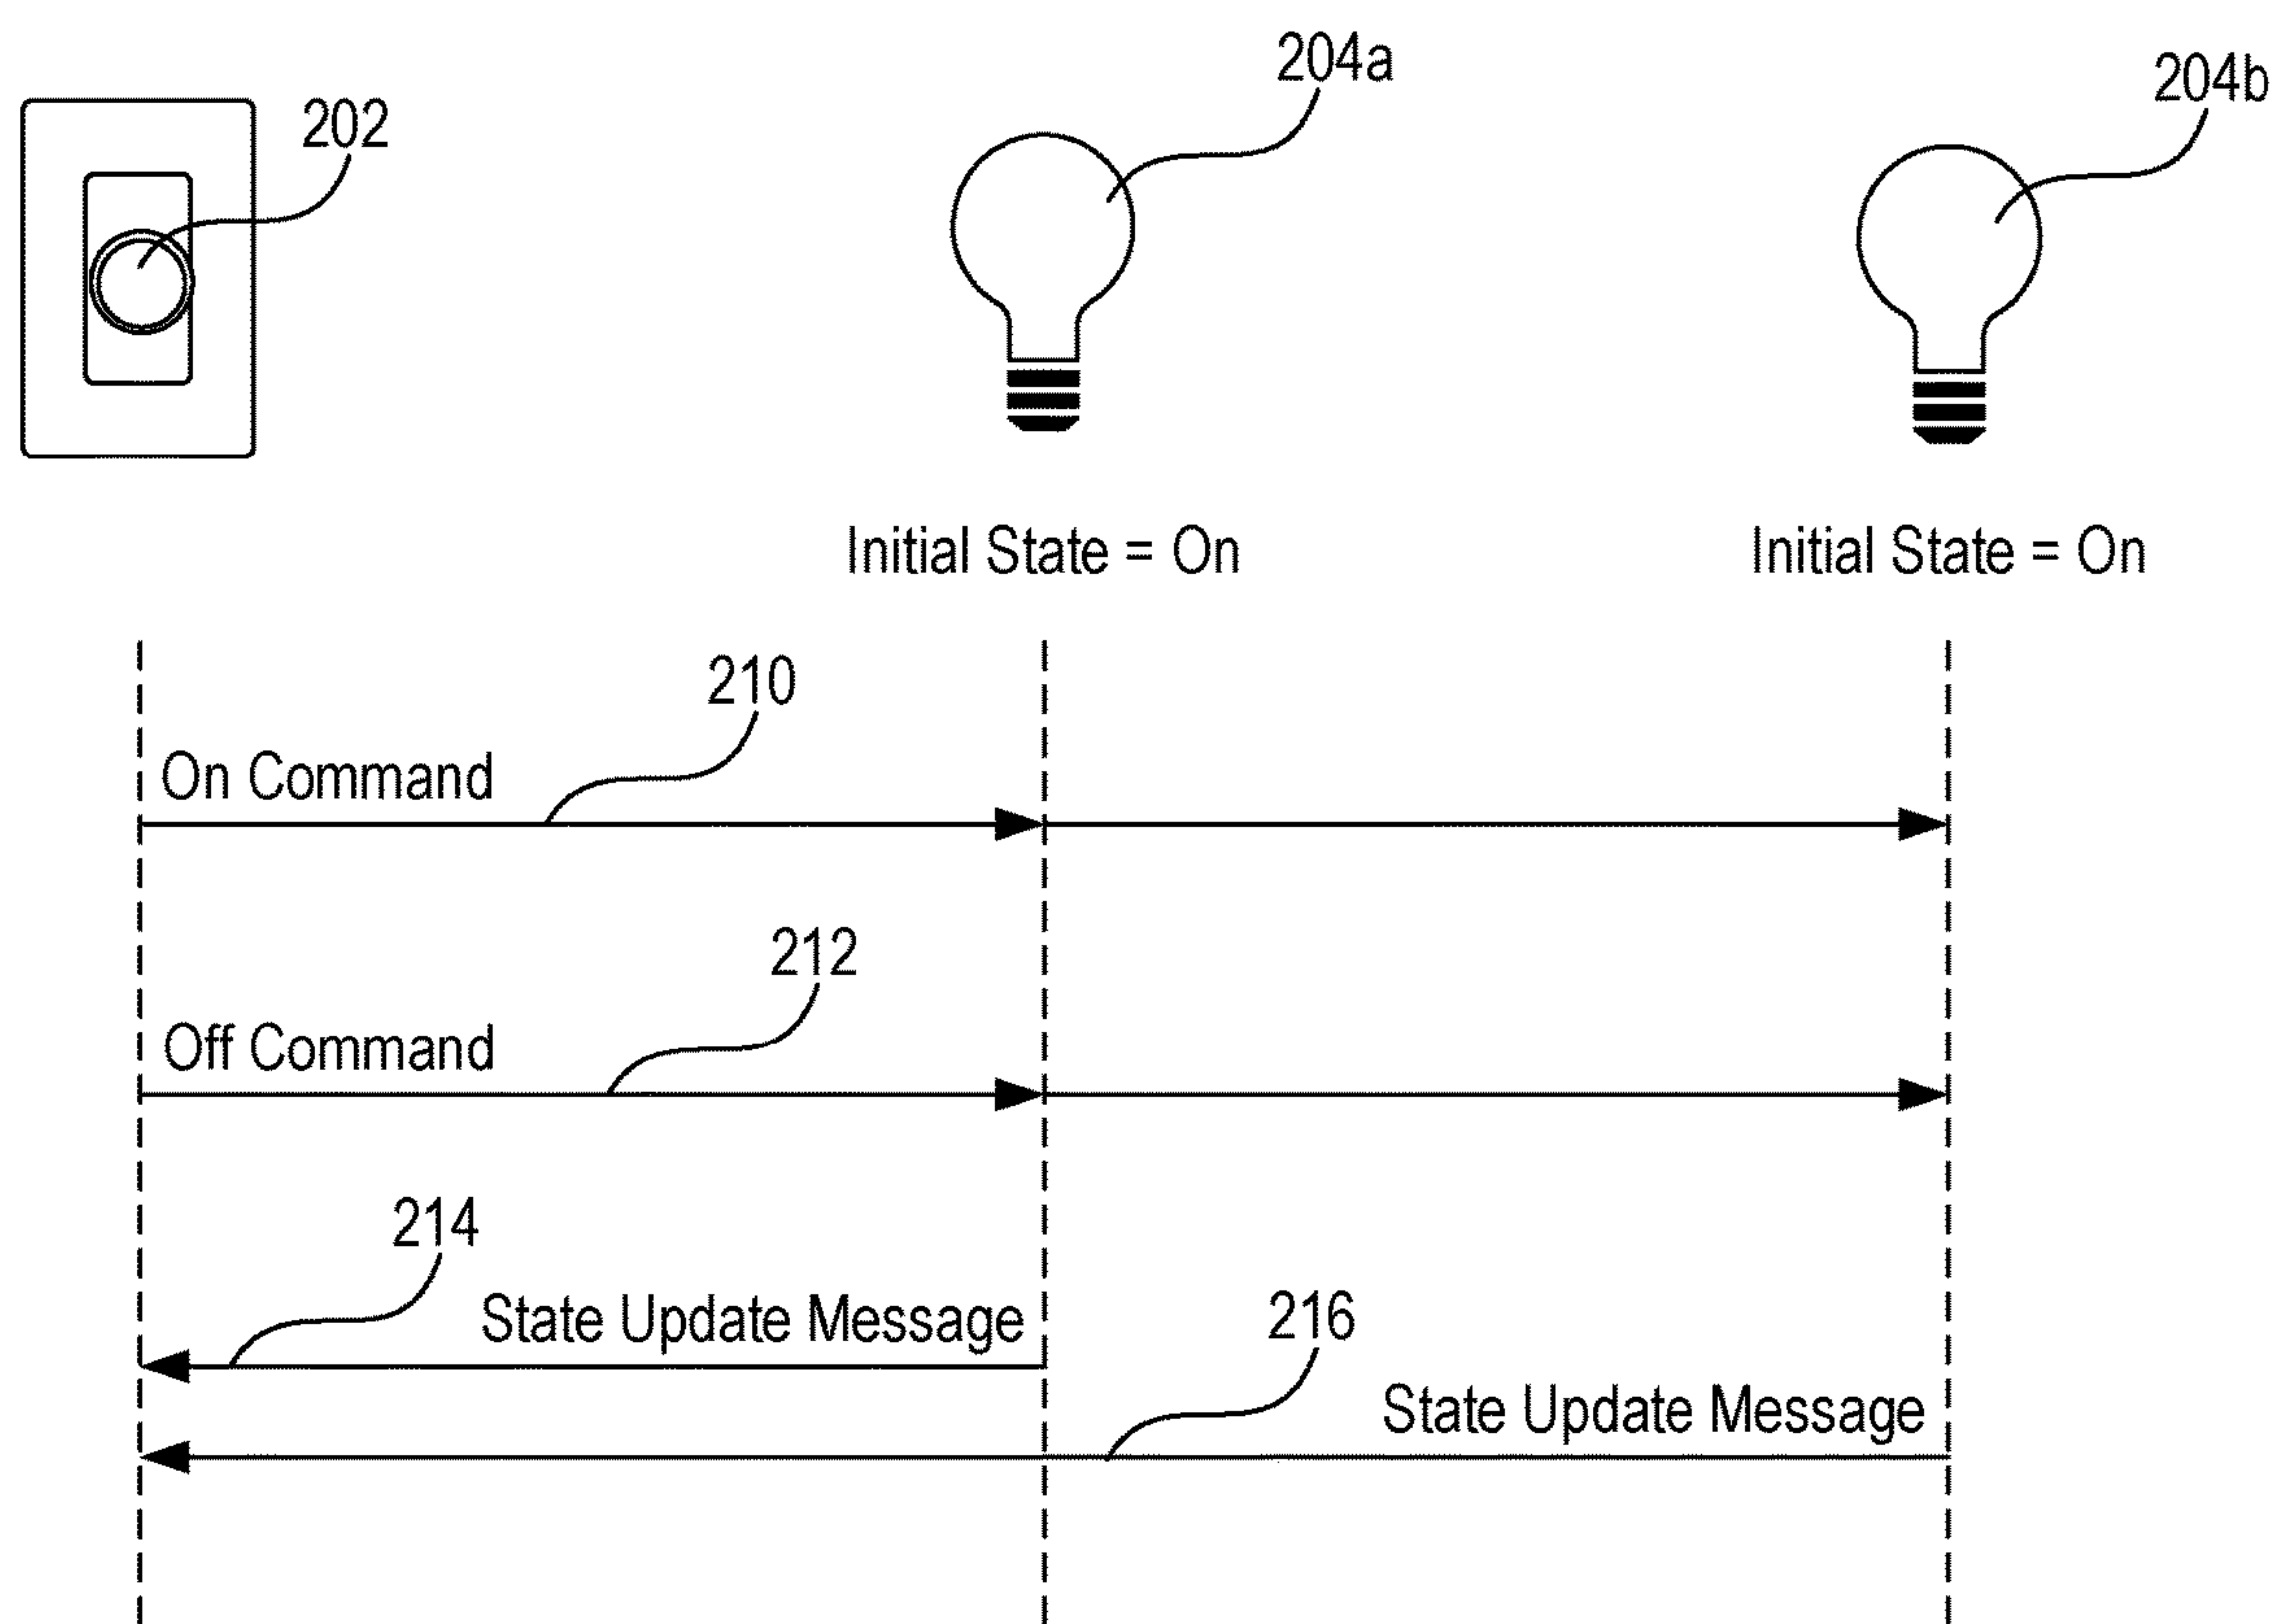 204a
204b
202
Initial State = On
Initial State = On
210
On Command
212
Off Command
214
State Update Message
216
State Update Message